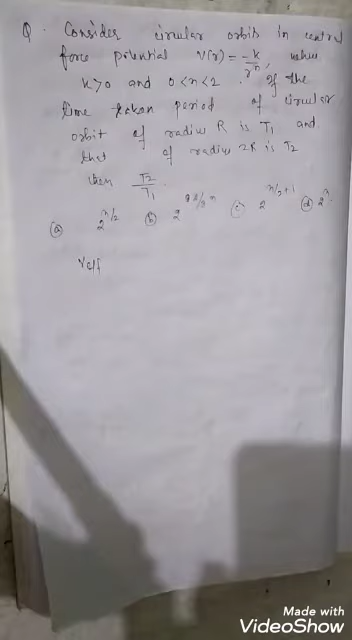 Q. Consider circular orbit in central
force potential V(r) = -k/rⁿ, where
k>0 and 0<n<2. If the
time taken period of circular
orbit of radius R is T₁ and
that of radius 2R is T₂
then T₂/T₁
(a) 2^(n/2) (b) 2^(2/3 n) (c) 2^(n/2+1) (d) 2^n
Veff
Made with
VideoShow